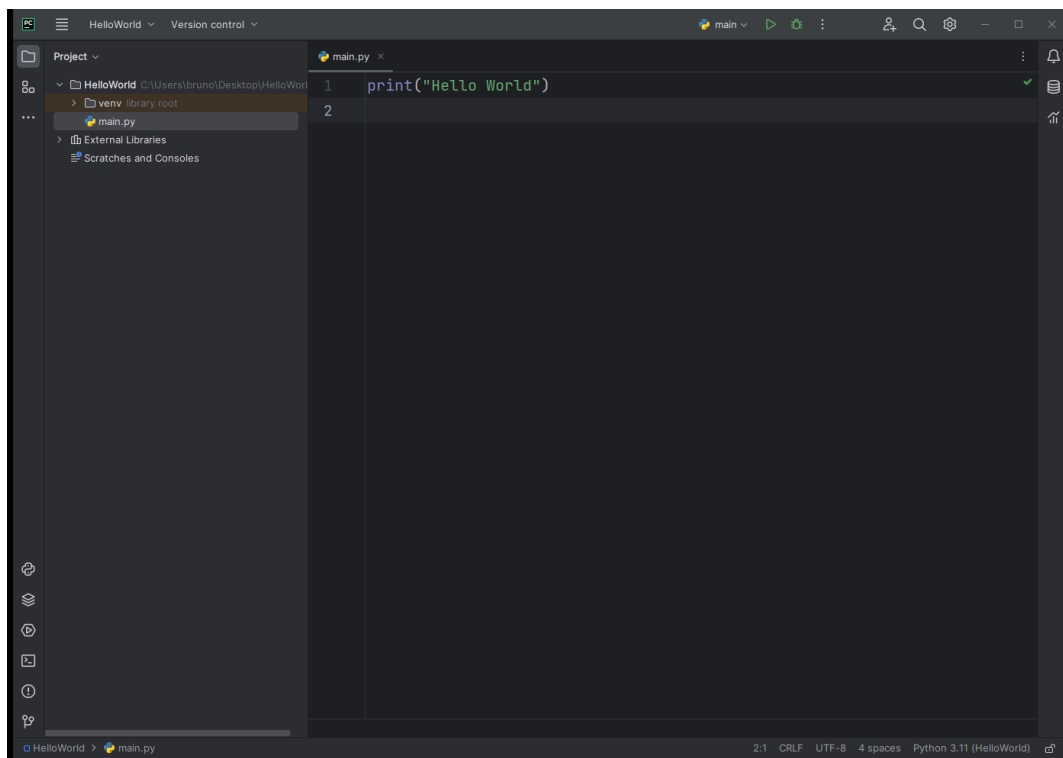 PC HelloWorld Version control main
Project
main.py
HelloWorld C:\Users\bruno\Desktop\HelloWorl
venv library root
main.py
External Libraries
Scratches and Consoles
1 print("Hello World")
2
HelloWorld > main.py 2:1 CRLF UTF-8 4 spaces Python 3.11 (HelloWorld)